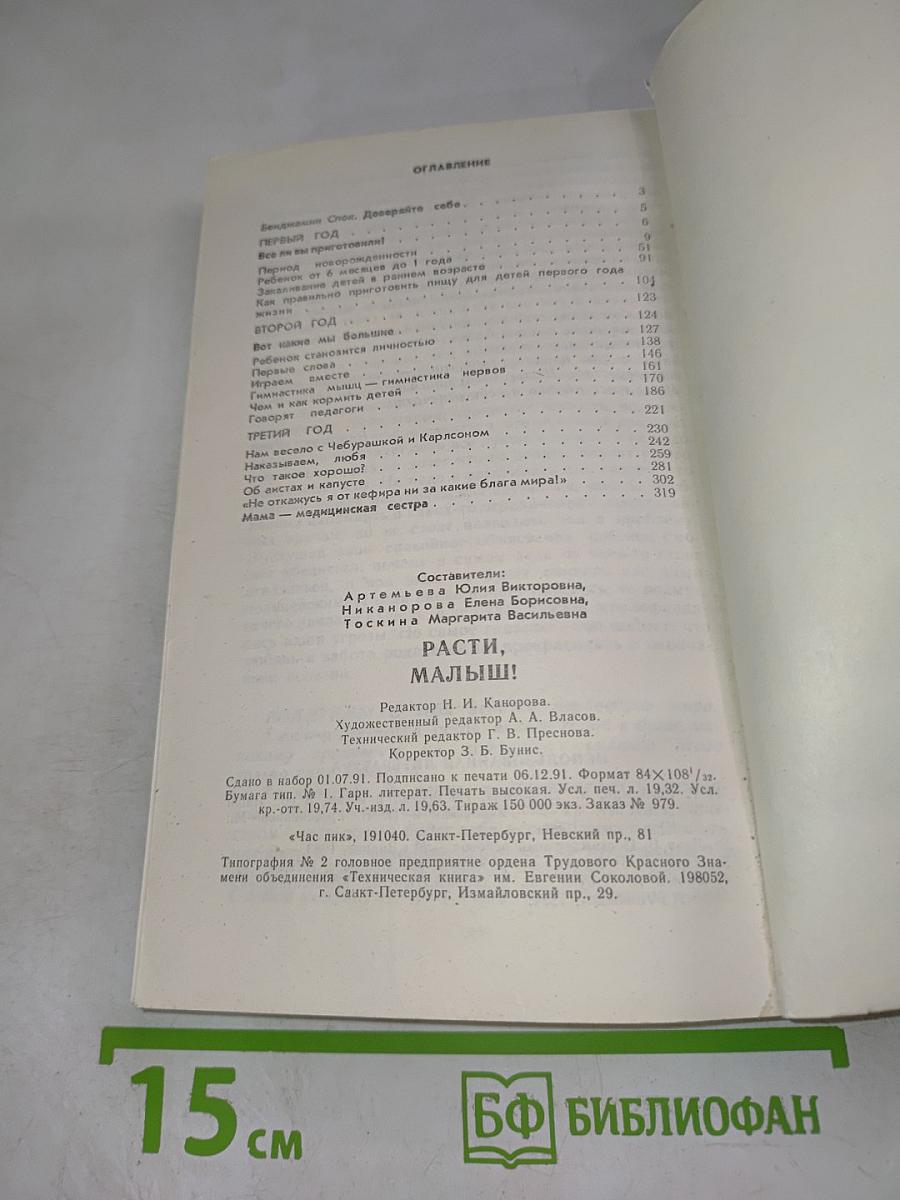 ОГЛАВЛЕНИЕ
Бенджамин Спок. Доверяйте себе . . . . . . . . . 3
ПЕРВЫЙ ГОД . . . . . . . . . 5
Все ли вы приготовили? . . . . . . . . . 6
Период новорожденности . . . . . . . . . 9
Ребенок от 6 месяцев до 1 года . . . . . . . . . 51
Закаливание детей в раннем возрасте . . . . . . . . . 91
Как правильно приготовить пищу для детей первого года
жизни . . . . . . . . . 104
ВТОРОЙ ГОД . . . . . . . . . 123
Вот какие мы большие . . . . . . . . . 124
Ребенок становится личностью . . . . . . . . . 127
Первые слова . . . . . . . . . 138
Играем вместе . . . . . . . . . 146
Гимнастика мышц — гимнастика нервов . . . . . . . . . 161
Чем и как кормить детей . . . . . . . . . 170
Говорят педагоги . . . . . . . . . 186
ТРЕТИЙ ГОД . . . . . . . . . 221
Нам весело с Чебурашкой и Карлсоном . . . . . . . . . 230
Наказываем, любя . . . . . . . . . 242
Что такое хорошо? . . . . . . . . . 259
Об аистах и капусте . . . . . . . . . 281
«Не откажусь я от кефира ни за какие блага мира!» . . . . . 302
Мама — медицинская сестра . . . . . . . . . 319
Составители:
Артемьева Юлия Викторовна,
Никанорова Елена Борисовна,
Тоскина Маргарита Васильевна
РАСТИ,
МАЛЫШ!
Редактор Н. И. Канорова.
Художественный редактор А. А. Власов.
Технический редактор Г. В. Преснова.
Корректор З. Б. Бунис.
Сдано в набор 01.07.91. Подписано к печати 06.12.91. Формат 84×108 1/32.
Бумага тип. № 1. Гарн. литерат. Печать высокая. Усл. печ. л. 19,32. Усл.
кр.-отт. 19,74. Уч.-изд. л. 19,63. Тираж 150 000 экз. Заказ № 979.
«Час пик», 191040. Санкт-Петербург, Невский пр., 81
Типография № 2 головное предприятие ордена Трудового Красного Зна-
мени объединения «Техническая книга» им. Евгении Соколовой. 198052,
г. Санкт-Петербург, Измайловский пр., 29.
15 см
БФ БИБЛИОФАН